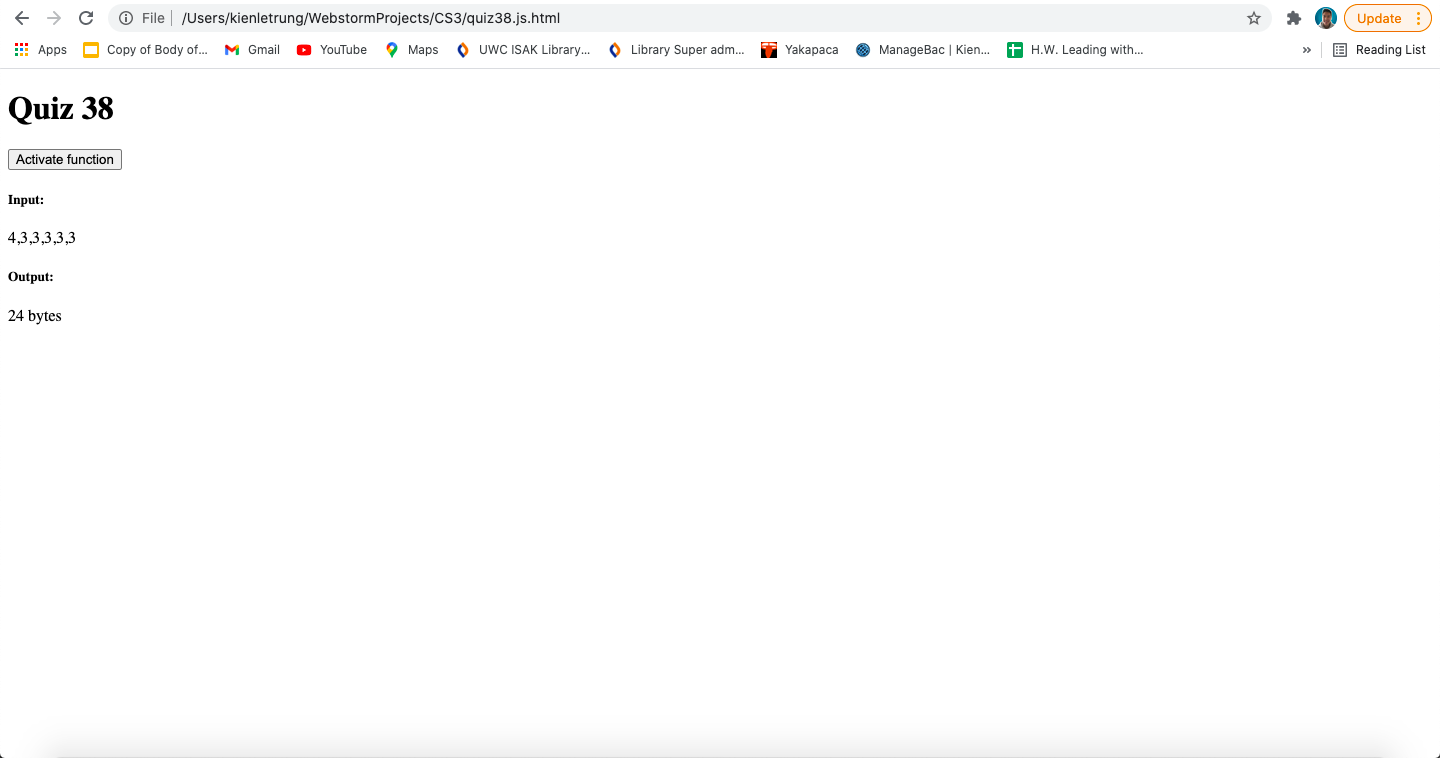 File /Users/kienletrung/WebstormProjects/CS3/quiz38.js.html Update
Apps Copy of Body of... Gmail YouTube Maps UWC ISAK Library... Library Super adm... Yakapaca ManageBac | Kien... H.W. Leading with... » Reading List
Quiz 38
Activate function
Input:
4,3,3,3,3,3
Output:
24 bytes